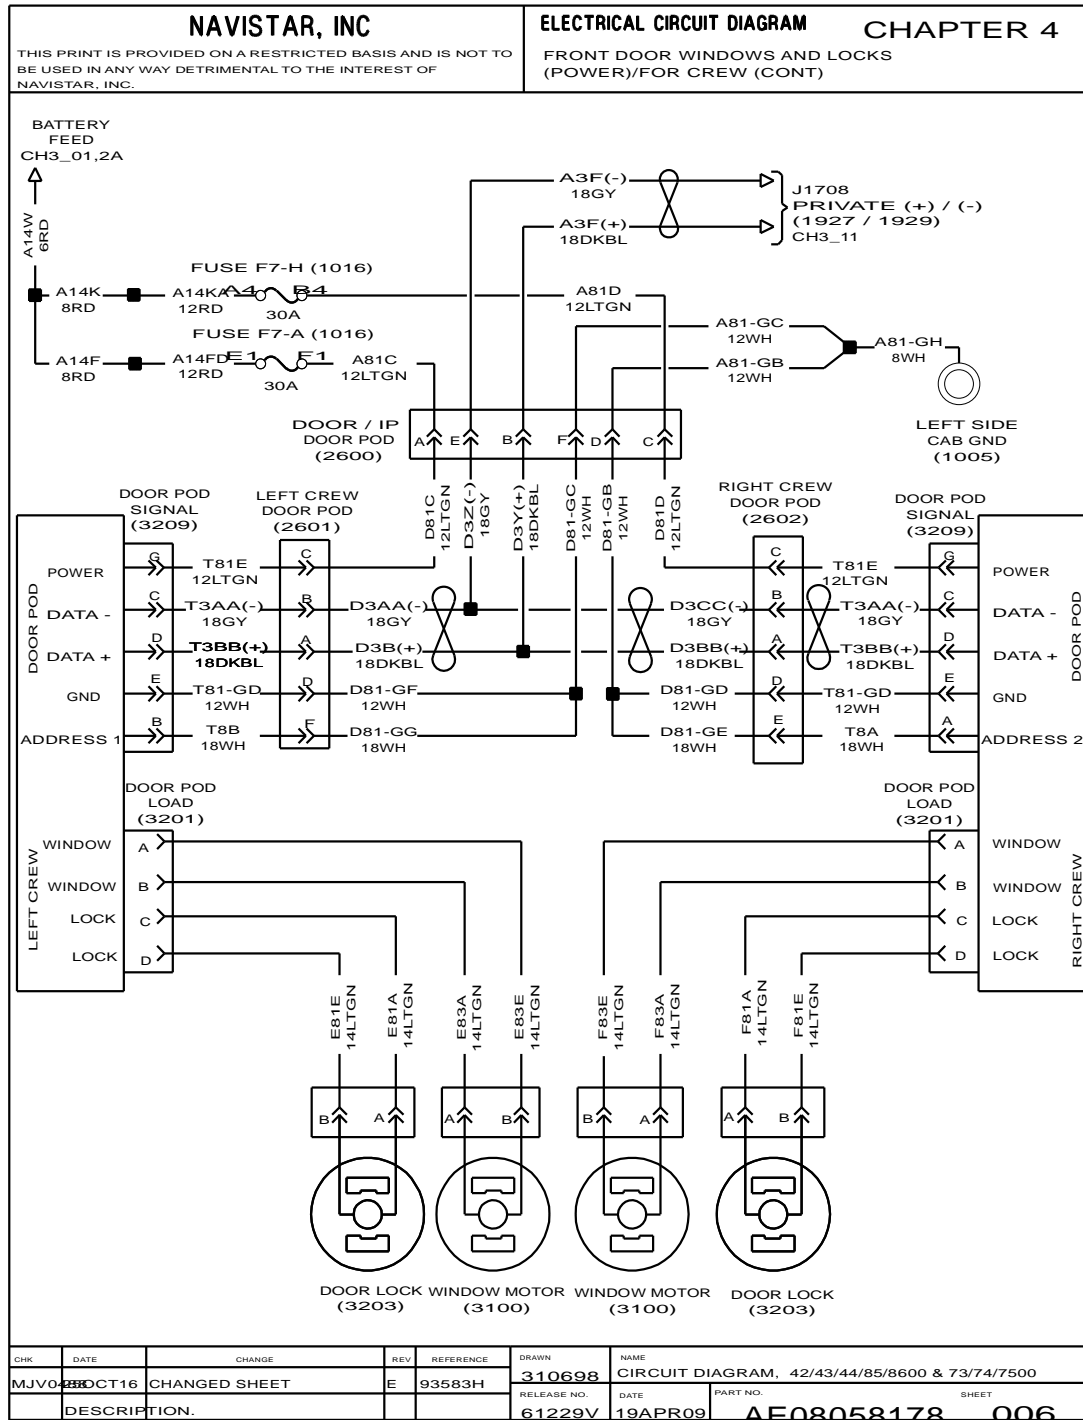 NAVISTAR, INC
THIS PRINT IS PROVIDED ON A RESTRICTED BASIS AND IS NOT TO
BE USED IN ANY WAY DETRIMENTAL TO THE INTEREST OF
NAVISTAR, INC.
ELECTRICAL CIRCUIT DIAGRAM CHAPTER 4
FRONT DOOR WINDOWS AND LOCKS
(POWER)/FOR CREW (CONT)
BATTERY
FEED
CH3_01,2A
A14W
6RD
A3F(-)
18GY
A3F(+)
18DKBL
J1708
PRIVATE (+) / (-)
(1927 / 1929)
CH3_11
FUSE F7-H (1016)
A14K
8RD
A14KA
12RD
A4
B4
30A
A81D
12LTGN
FUSE F7-A (1016)
A14F
8RD
A14FD
12RD
E1
F1
30A
A81C
12LTGN
A81-GC
12WH
A81-GB
12WH
A81-GH
8WH
LEFT SIDE
CAB GND
(1005)
DOOR / IP
DOOR POD
(2600)
A E B F D C
D81C
12LTGN
D3Z(-)
18GY
D3Y(+)
18DKBL
D81-GC
12WH
D81-GB
12WH
D81D
12LTGN
DOOR POD
SIGNAL
(3209)
LEFT CREW
DOOR POD
(2601)
RIGHT CREW
DOOR POD
(2602)
DOOR POD
SIGNAL
(3209)
DOOR POD
POWER
G
T81E
12LTGN
C
C
T81E
12LTGN
G
POWER
DATA -
C
T3AA(-)
18GY
B
D3AA(-)
18GY
D3CC(-)
18GY
B
T3AA(-)
18GY
C
DATA -
DATA +
D
T3BB(+)
18DKBL
A
D3B(+)
18DKBL
D3BB(+)
18DKBL
A
T3BB(+)
18DKBL
D
DATA +
GND
E
T81-GD
12WH
D
D81-GF
12WH
D81-GD
12WH
D
T81-GD
12WH
E
GND
ADDRESS 1
B
T8B
18WH
F
D81-GG
18WH
D81-GE
18WH
E
T8A
18WH
A
ADDRESS 2
DOOR POD
DOOR POD
LOAD
(3201)
DOOR POD
LOAD
(3201)
LEFT CREW
WINDOW A
WINDOW B
LOCK C
LOCK D
A WINDOW
B WINDOW
C LOCK
D LOCK
RIGHT CREW
E81E
14LTGN
E81A
14LTGN
E83A
14LTGN
E83E
14LTGN
F83E
14LTGN
F83A
14LTGN
F81A
14LTGN
F81E
14LTGN
B A A B B A A B
DOOR LOCK
(3203)
WINDOW MOTOR
(3100)
WINDOW MOTOR
(3100)
DOOR LOCK
(3203)
CHK DATE CHANGE REV REFERENCE
OCT16 CHANGED SHEET E 93583H
DESCRIPTION.
DRAWN
310698
NAME
CIRCUIT DIAGRAM, 42/43/44/85/8600 & 73/74/7500
RELEASE NO.
61229V
DATE
19APR09
PART NO.
AE08058178
SHEET
006